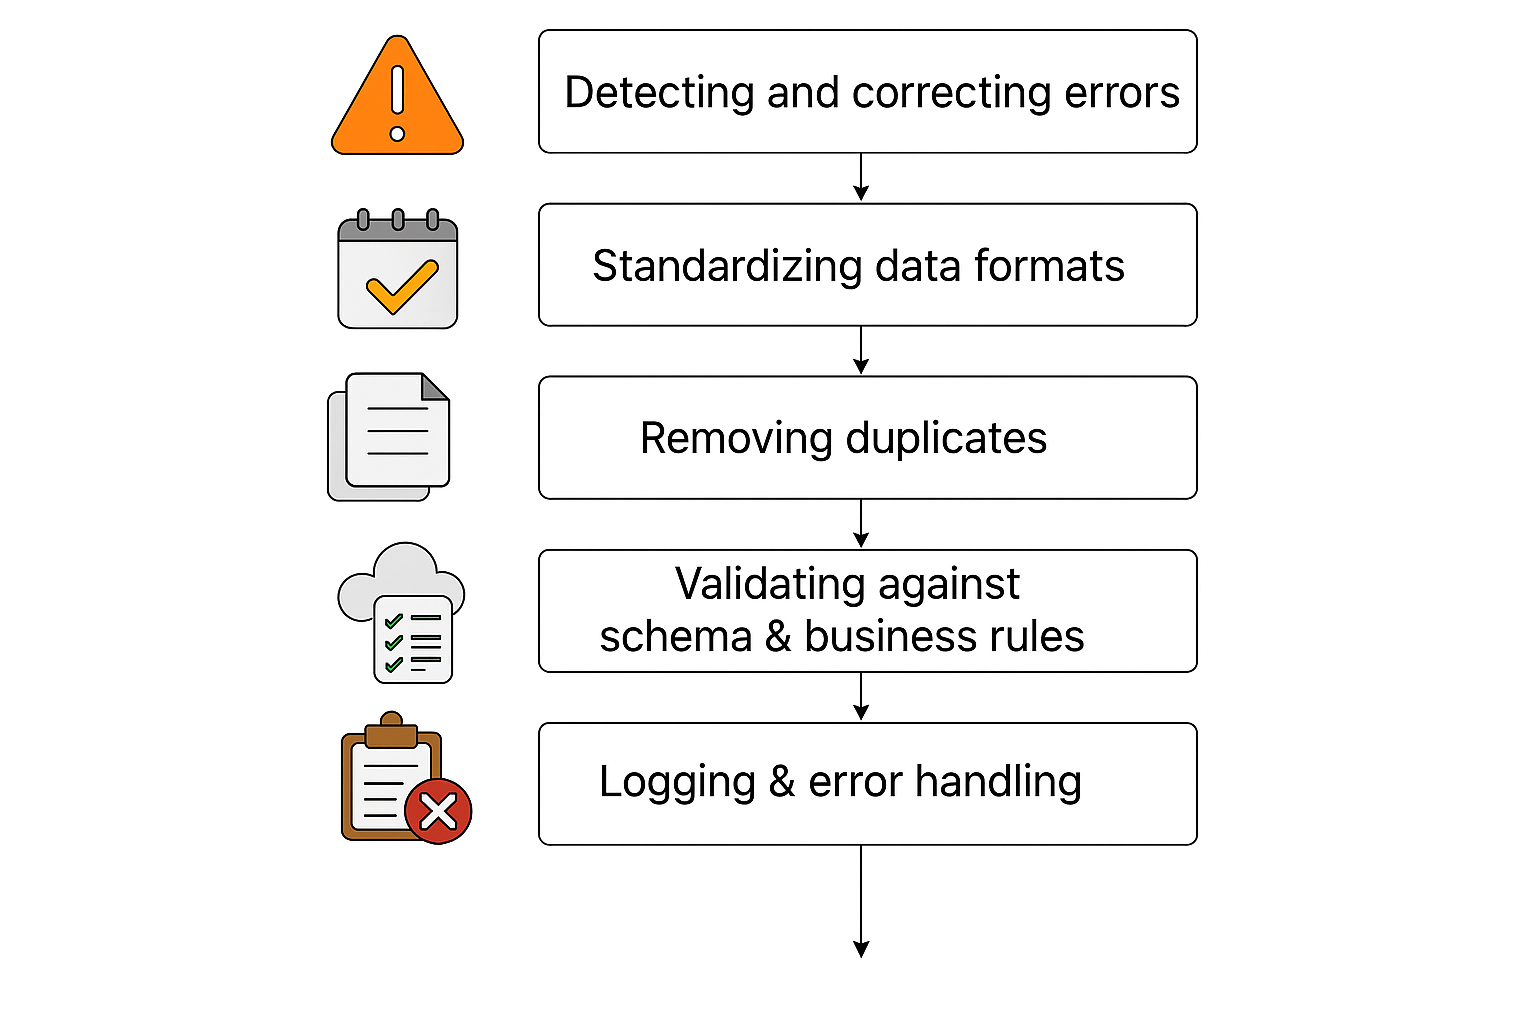 Detecting and correcting errors
Standardizing data formats
Removing duplicates
Validating against
schema & business rules
Logging & error handling